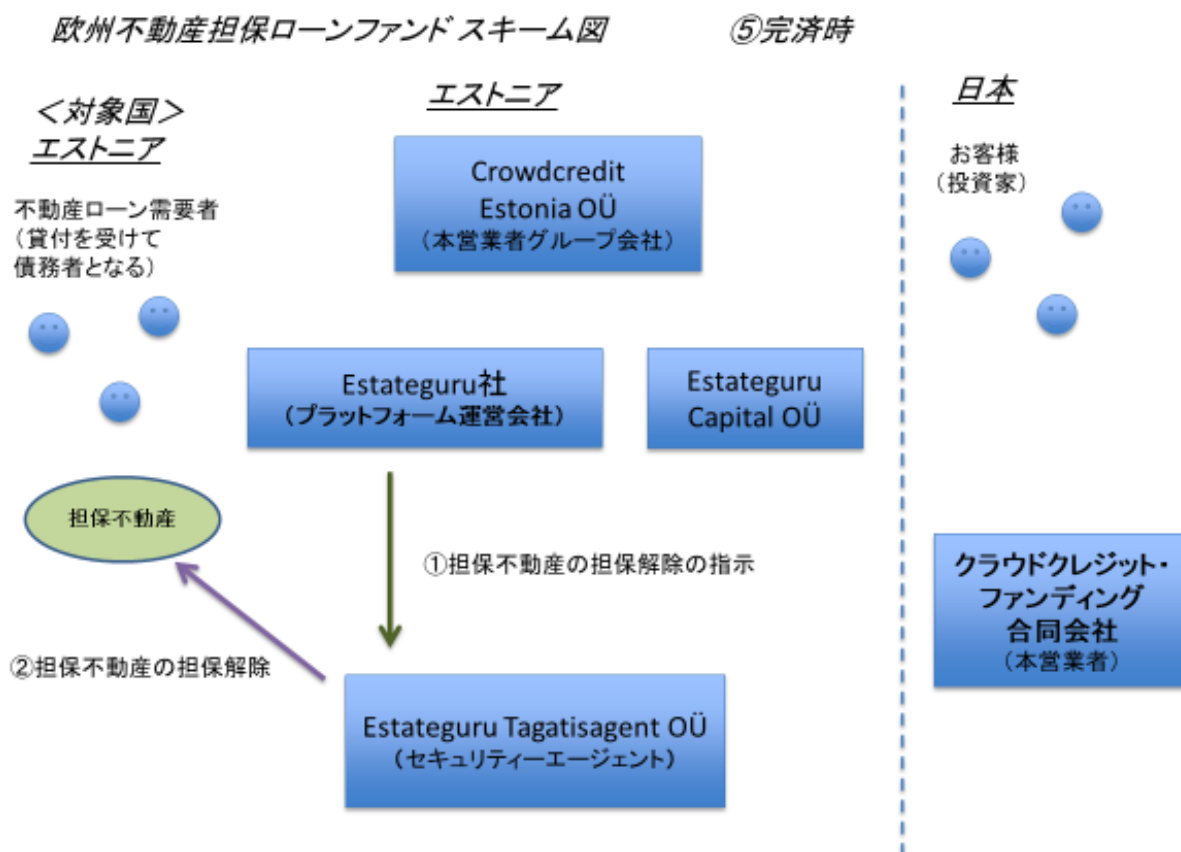 欧州不動産担保ローンファンド スキーム図 ⑤完済時
＜対象国＞
エストニア
エストニア
日本
不動産ローン需要者
（貸付を受けて
債務者となる）
Crowdcredit
Estonia OÜ
（本営業者グループ会社）
お客様
（投資家）
Estateguru社
（プラットフォーム運営会社）
Estateguru
Capital OÜ
担保不動産
①担保不動産の担保解除の指示
クラウドクレジット・
ファンディング
合同会社
（本営業者）
②担保不動産の担保解除
Estateguru Tagatisagent OÜ
（セキュリティーエージェント）